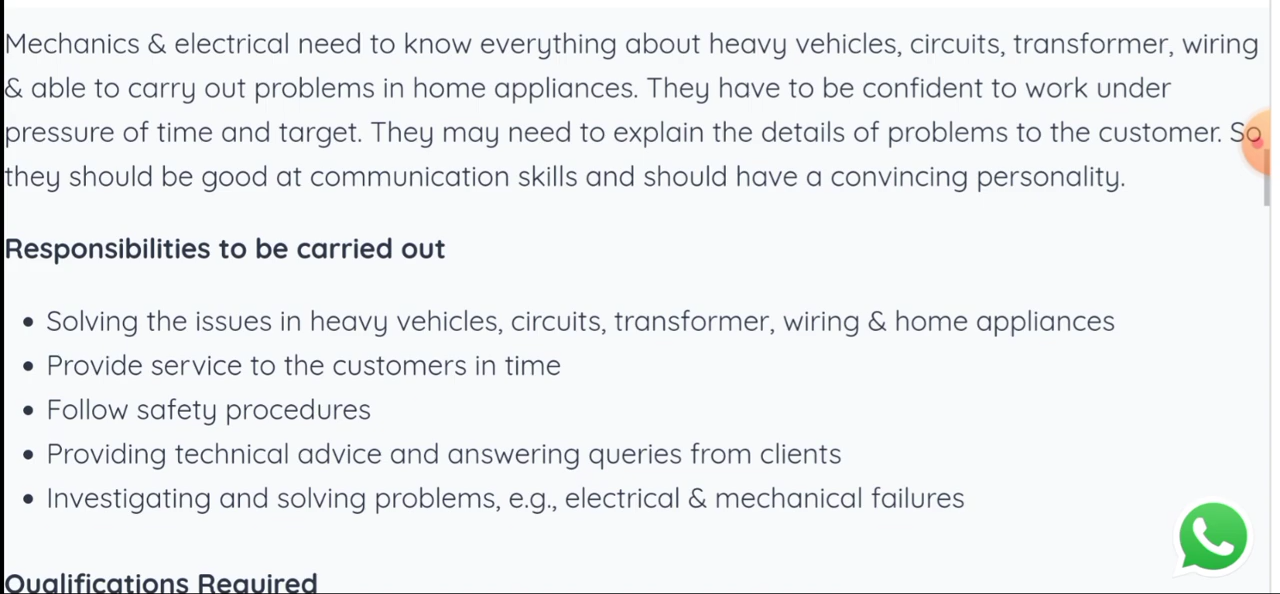 Mechanics & electrical need to know everything about heavy vehicles, circuits, transformer, wiring
& able to carry out problems in home appliances. They have to be confident to work under
pressure of time and target. They may need to explain the details of problems to the customer. So
they should be good at communication skills and should have a convincing personality.
Responsibilities to be carried out
• Solving the issues in heavy vehicles, circuits, transformer, wiring & home appliances
• Provide service to the customers in time
• Follow safety procedures
• Providing technical advice and answering queries from clients
• Investigating and solving problems, e.g., electrical & mechanical failures
Qualifications Required